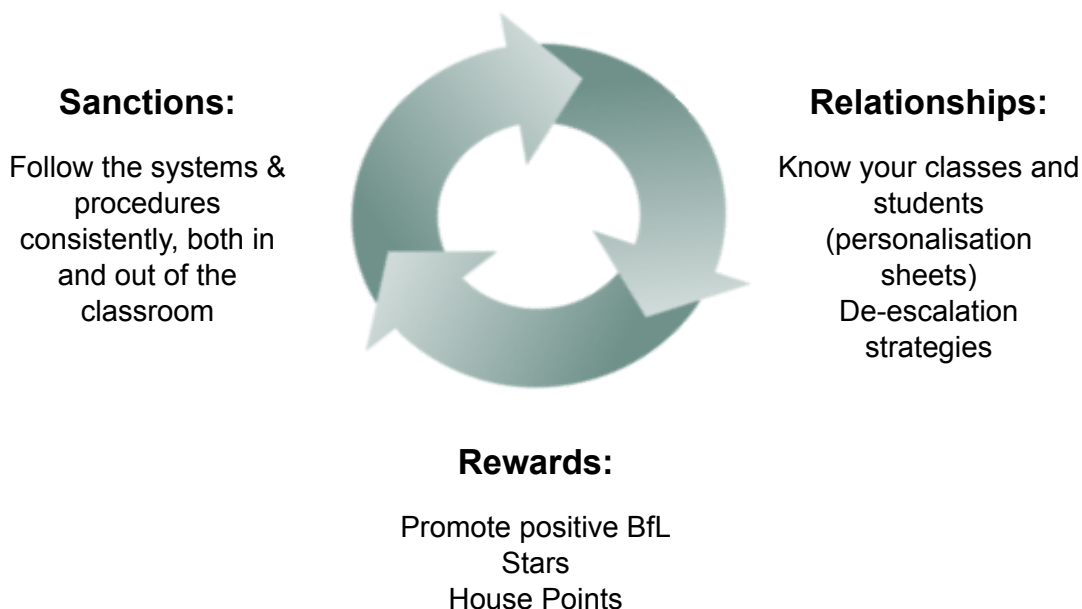 Sanctions:
Follow the systems &
procedures
consistently, both in
and out of the
classroom
Relationships:
Know your classes and
students
(personalisation
sheets)
De-escalation
strategies
Rewards:
Promote positive BfL
Stars
House Points